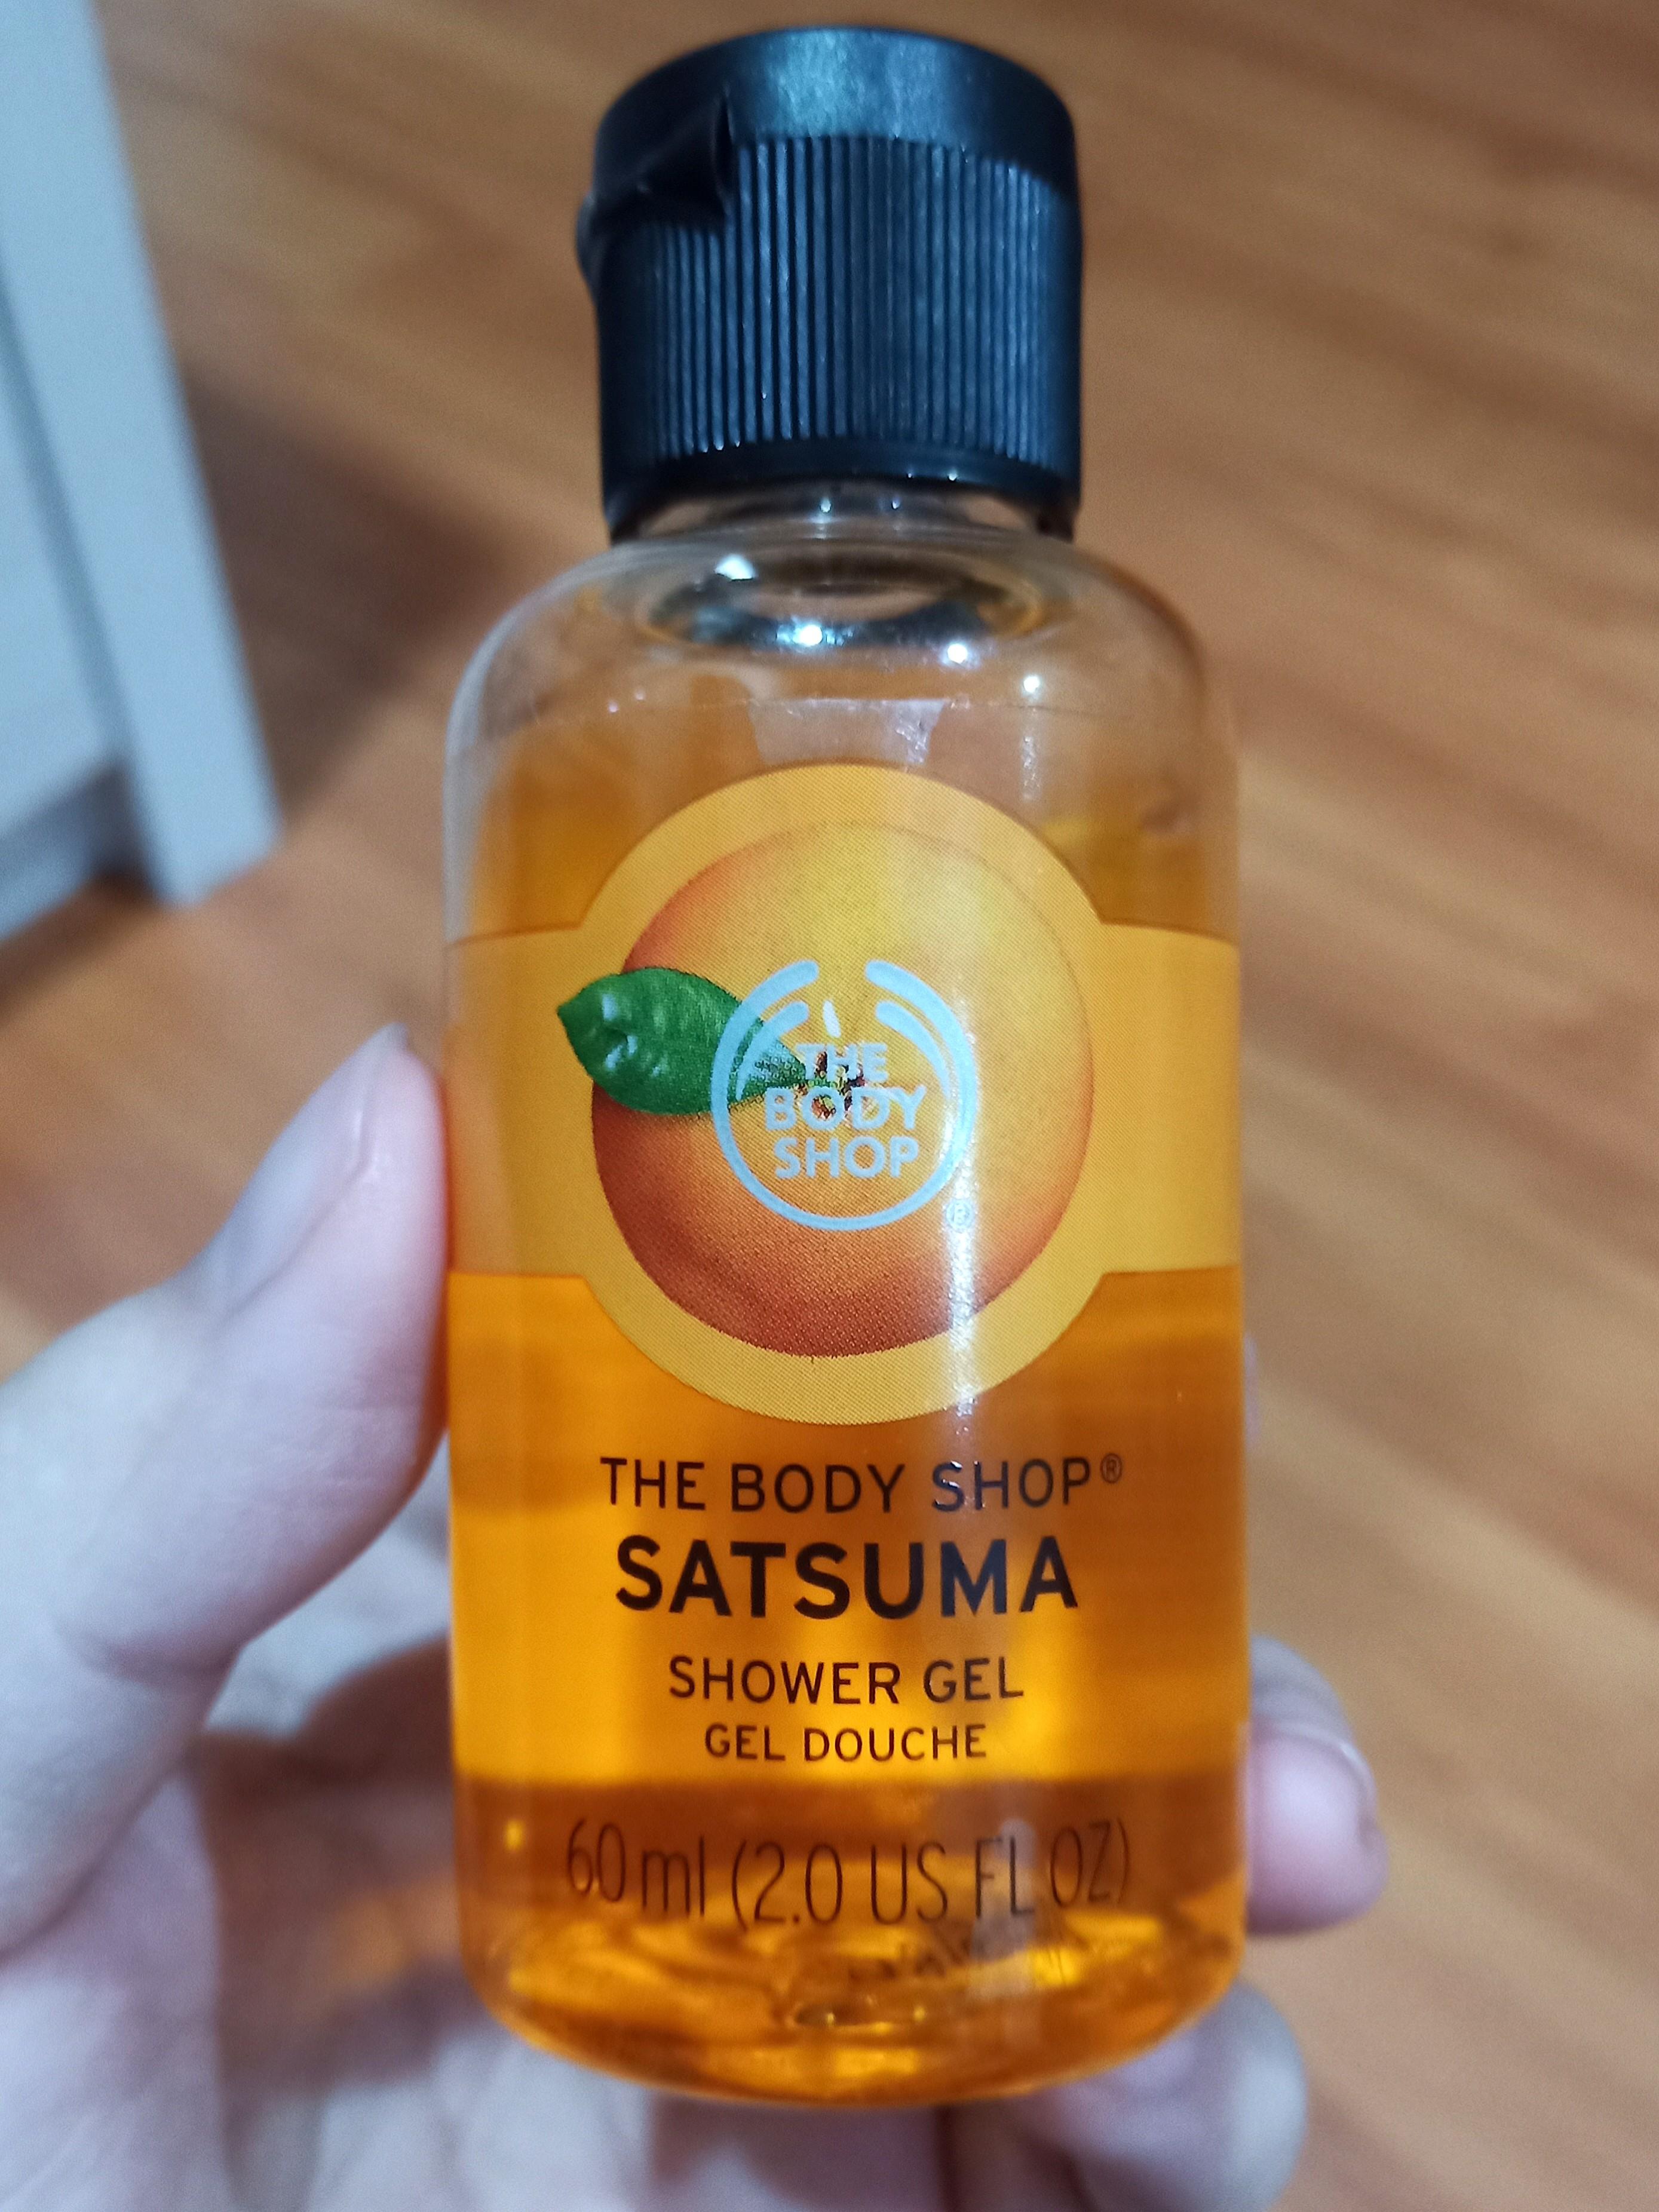 THE
BODY
SHOP
®
THE BODY SHOP®
SATSUMA
SHOWER GEL
GEL DOUCHE
60 ml (2.0 US FL OZ)